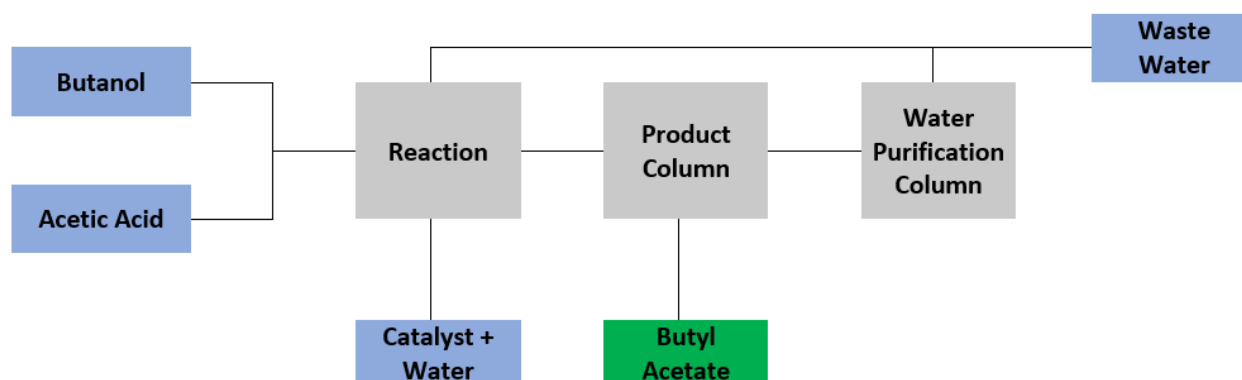 Butanol
Acetic Acid
Reaction
Product
Column
Water
Purification
Column
Waste
Water
Catalyst +
Water
Butyl
Acetate